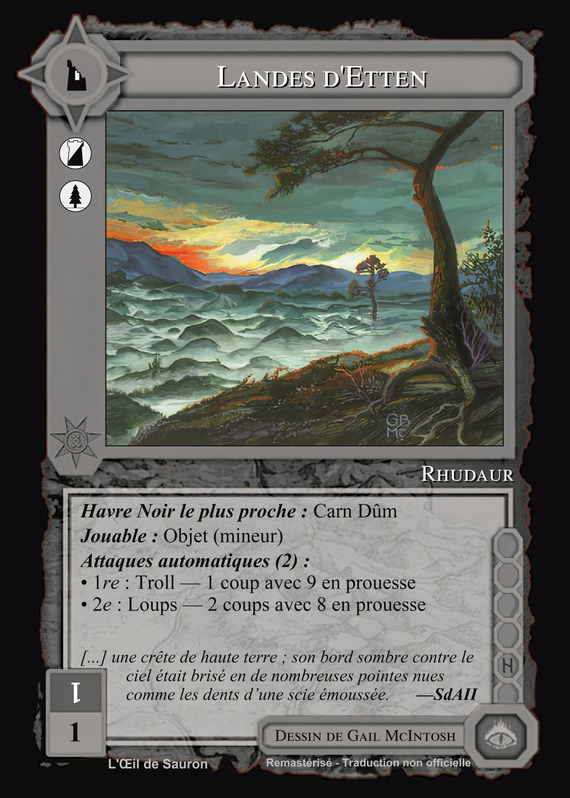 Landes d'Etten
GB
MC
Rhudaur
Havre Noir le plus proche : Carn Dûm
Jouable : Objet (mineur)
Attaques automatiques (2) :
• 1re : Troll — 1 coup avec 9 en prouesse
• 2e : Loups — 2 coups avec 8 en prouesse
[...] une crête de haute terre ; son bord sombre contre le
ciel était brisé en de nombreuses pointes nues
comme les dents d'une scie émoussée. —SdAII
1
1
Dessin de Gail McIntosh
L'Œil de Sauron
Remastérisé - Traduction non officielle